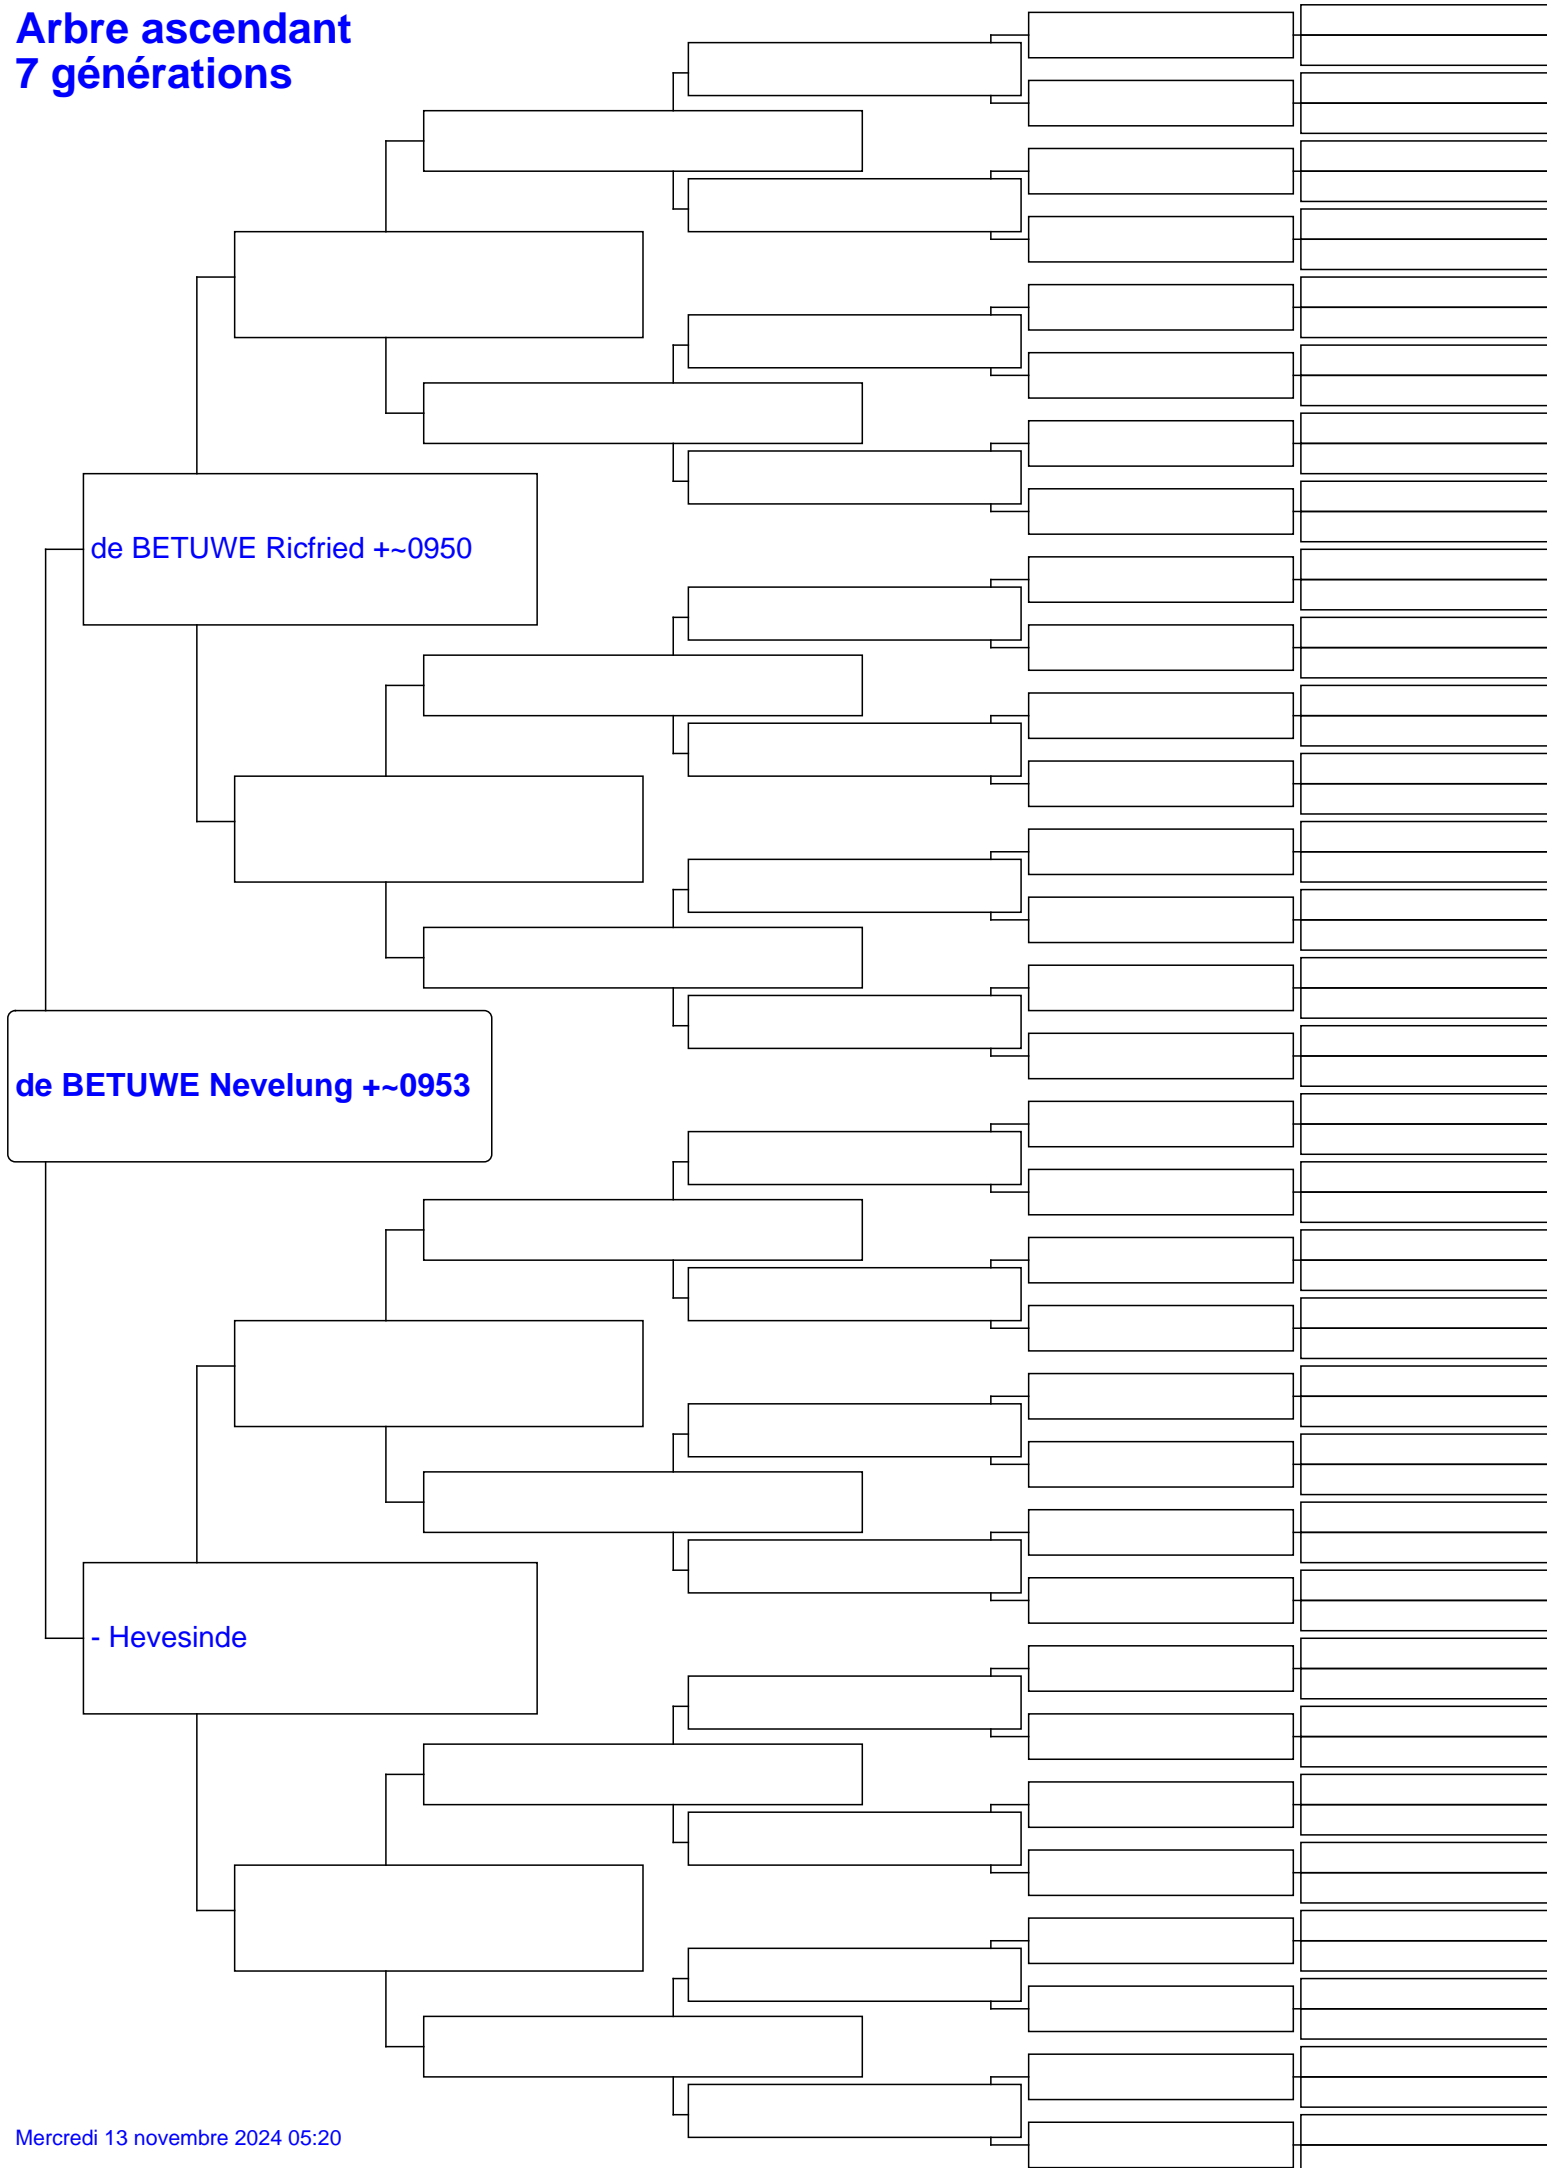 Arbre ascendant
7 générations
de BETUWE Ricfried +~0950
de BETUWE Nevelung +~0953
- Hevesinde
Mercredi 13 novembre 2024 05:20